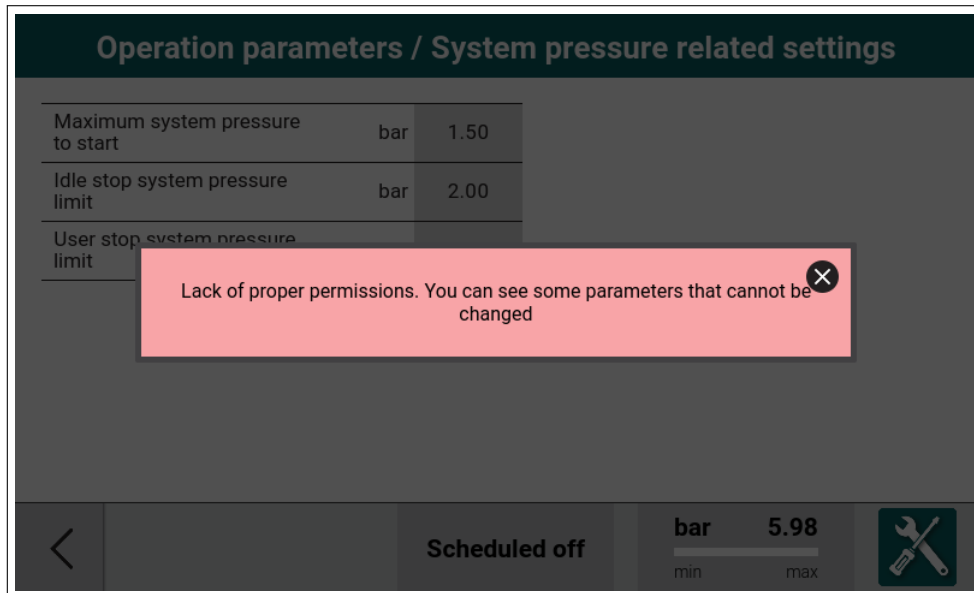 Operation parameters / System pressure related settings
Maximum system pressure
to start
bar
1.50
Idle stop system pressure
limit
bar
2.00
User stop system pressure
limit
Lack of proper permissions. You can see some parameters that cannot be
changed
Scheduled off
bar
5.98
min
max